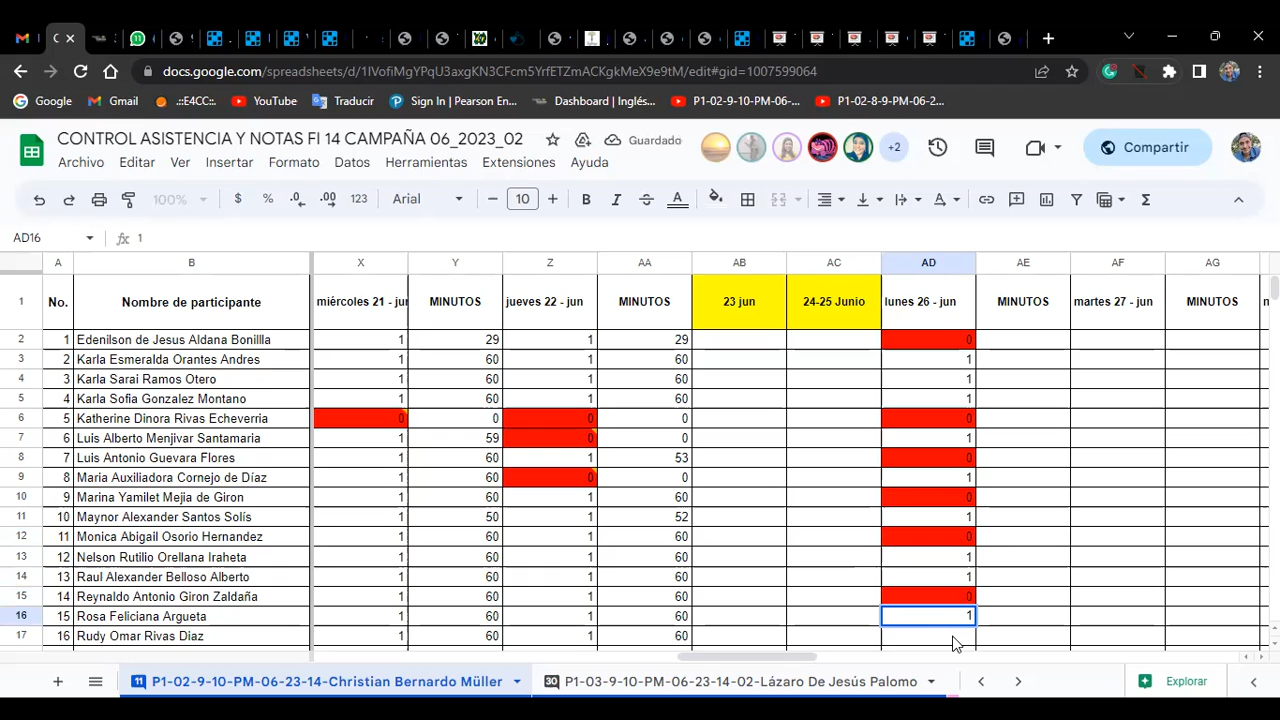 docs.google.com/spreadsheets/d/1lVofiMgYPqU3axgKN3CFcm5YrfETZmACKgkMeX9e9tM/edit#gid=1007599064
Google Gmail .::E4CC:. YouTube Traducir Sign In | Pearson En... Dashboard | Inglés... P1-02-9-10-PM-06-... P1-02-8-9-PM-06-2...
CONTROL ASISTENCIA Y NOTAS FI 14 CAMPAÑA 06_2023_02 Guardado +2 Compartir
Archivo Editar Ver Insertar Formato Datos Herramientas Extensiones Ayuda
100% $ % .0 .00 123 Arial 10 B I S A
AD16 fx 1
A B X Y Z AA AB AC AD AE AF AG
1 No. Nombre de participante miércoles 21 - jun MINUTOS jueves 22 - jun MINUTOS 23 jun 24-25 Junio lunes 26 - jun MINUTOS martes 27 - jun MINUTOS
2 1 Edenilson de Jesus Aldana Bonillla 1 29 1 29 0
3 2 Karla Esmeralda Orantes Andres 1 60 1 60 1
4 3 Karla Sarai Ramos Otero 1 60 1 60 1
5 4 Karla Sofia Gonzalez Montano 1 60 1 60 1
6 5 Katherine Dinora Rivas Echeverria 0 0 0 0 0
7 6 Luis Alberto Menjivar Santamaria 1 59 0 0 1
8 7 Luis Antonio Guevara Flores 1 60 1 53 0
9 8 Maria Auxiliadora Cornejo de Díaz 1 60 0 0 1
10 9 Marina Yamilet Mejia de Giron 1 60 1 60 0
11 10 Maynor Alexander Santos Solís 1 50 1 52 1
12 11 Monica Abigail Osorio Hernandez 1 60 1 60 0
13 12 Nelson Rutilio Orellana Iraheta 1 60 1 60 1
14 13 Raul Alexander Belloso Alberto 1 60 1 60 1
15 14 Reynaldo Antonio Giron Zaldaña 1 60 1 60 0
16 15 Rosa Feliciana Argueta 1 60 1 60 1
17 16 Rudy Omar Rivas Diaz 1 60 1 60
11 P1-02-9-10-PM-06-23-14-Christian Bernardo Müller 30 P1-03-9-10-PM-06-23-14-02-Lázaro De Jesús Palomo Explorar